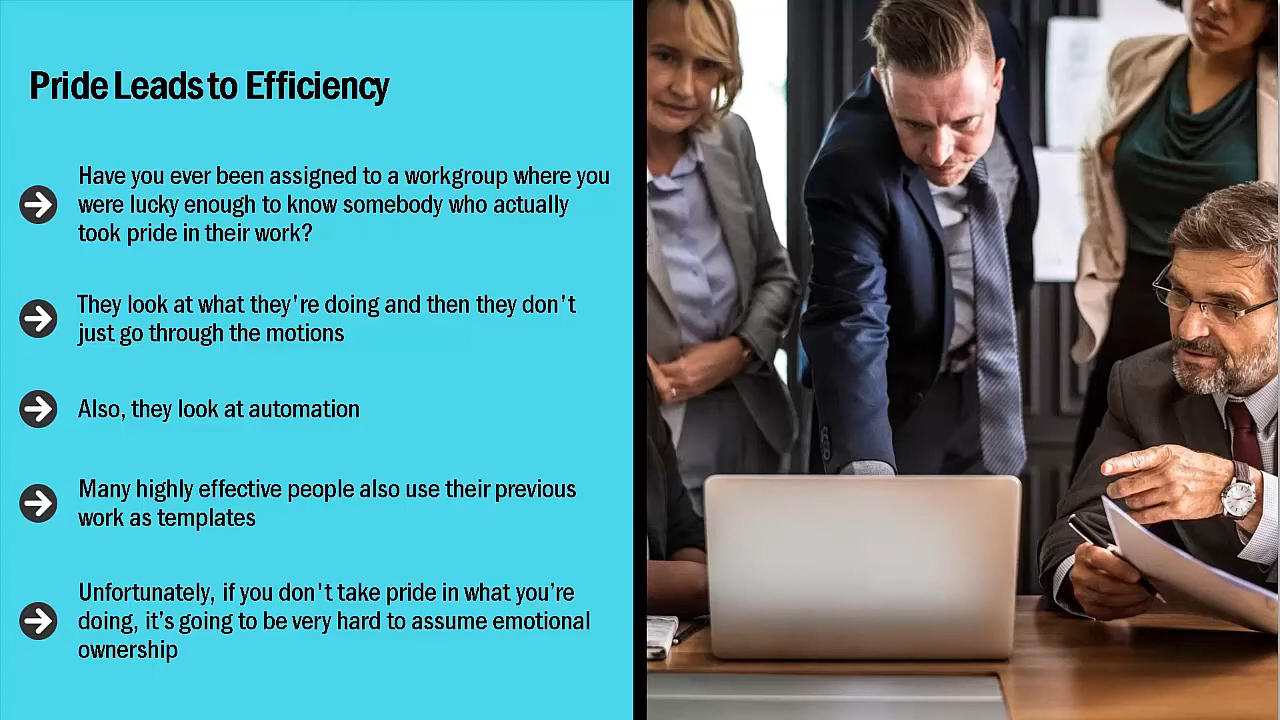 Pride Leads to Efficiency
Have you ever been assigned to a workgroup where you
were lucky enough to know somebody who actually
took pride in their work?
They look at what they're doing and then they don't
just go through the motions
Also, they look at automation
Many highly effective people also use their previous
work as templates
Unfortunately, if you don't take pride in what you’re
doing, it’s going to be very hard to assume emotional
ownership